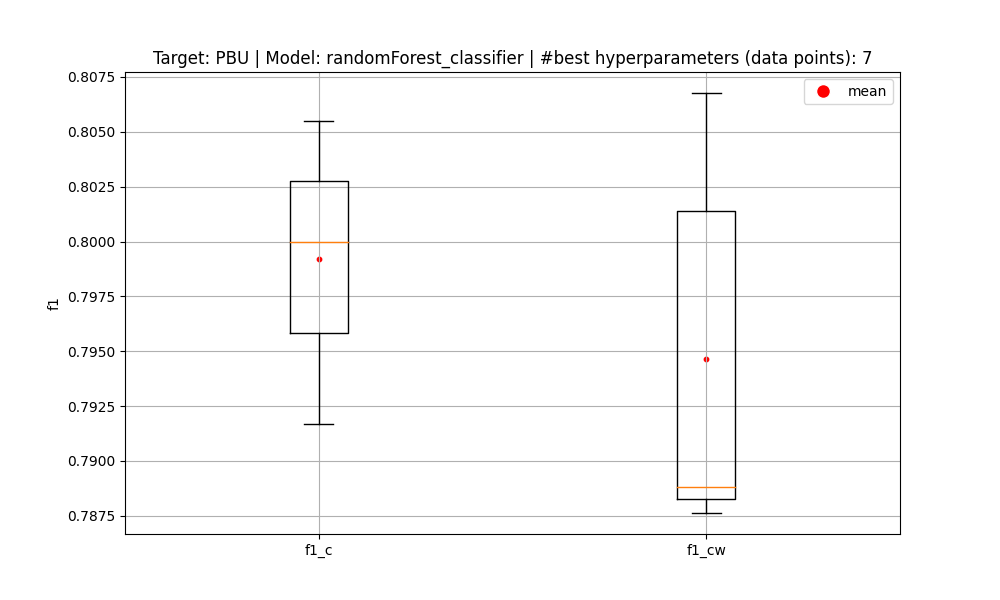 Target: PBU | Model: randomForest_classifier | #best hyperparameters (data points): 7
mean
f1
0.8075
0.8050
0.8025
0.8000
0.7975
0.7950
0.7925
0.7900
0.7875
f1_c
f1_cw